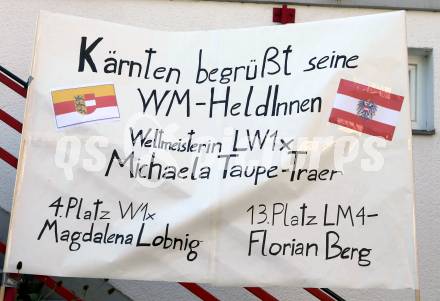 Kärnten begrüßt seine
WM-HeldInnen
Weltmeisterin LW1x
Michaela Taupe-Traer
4.Platz W1x
Magdalena Lobnig
13.Platz LM4-
Florian Berg